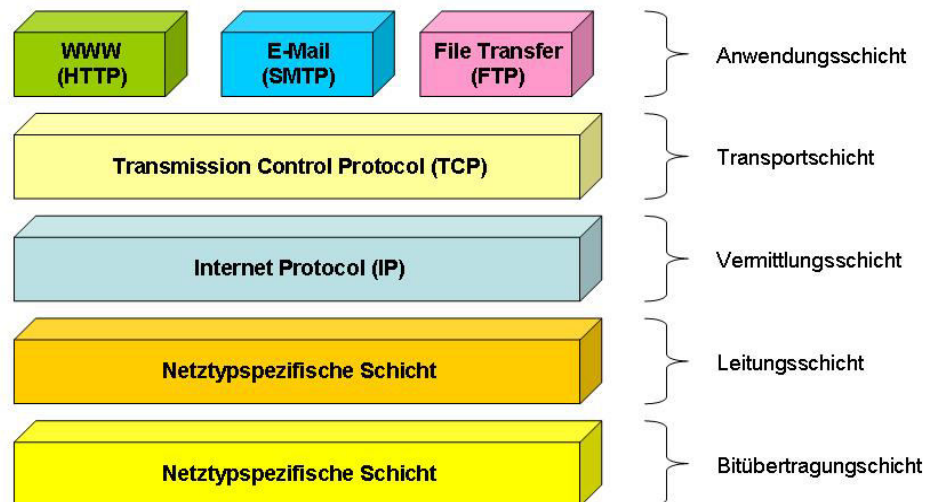 WWW
(HTTP)
E-Mail
(SMTP)
File Transfer
(FTP)
Anwendungsschicht
Transmission Control Protocol (TCP)
Transportschicht
Internet Protocol (IP)
Vermittlungsschicht
Netztypspezifische Schicht
Leitungsschicht
Netztypspezifische Schicht
Bitübertragungschicht